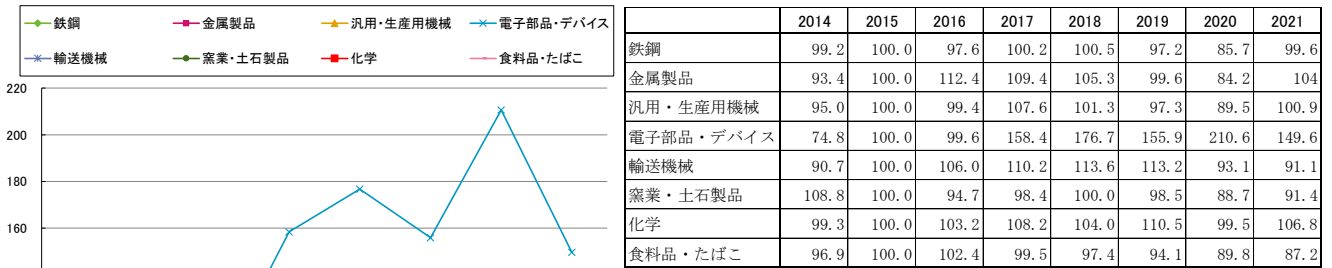 鉄鋼 金属製品 汎用・生産用機械 電子部品・デバイス
輸送機械 窯業・土石製品 化学 食料品・たばこ
220
200
180
160
2014 2015 2016 2017 2018 2019 2020 2021
鉄鋼 99.2 100.0 97.6 100.2 100.5 97.2 85.7 99.6
金属製品 93.4 100.0 112.4 109.4 105.3 99.6 84.2 104
汎用・生産用機械 95.0 100.0 99.4 107.6 101.3 97.3 89.5 100.9
電子部品・デバイス 74.8 100.0 99.6 158.4 176.7 155.9 210.6 149.6
輸送機械 90.7 100.0 106.0 110.2 113.6 113.2 93.1 91.1
窯業・土石製品 108.8 100.0 94.7 98.4 100.0 98.5 88.7 91.4
化学 99.3 100.0 103.2 108.2 104.0 110.5 99.5 106.8
食料品・たばこ 96.9 100.0 102.4 99.5 97.4 94.1 89.8 87.2